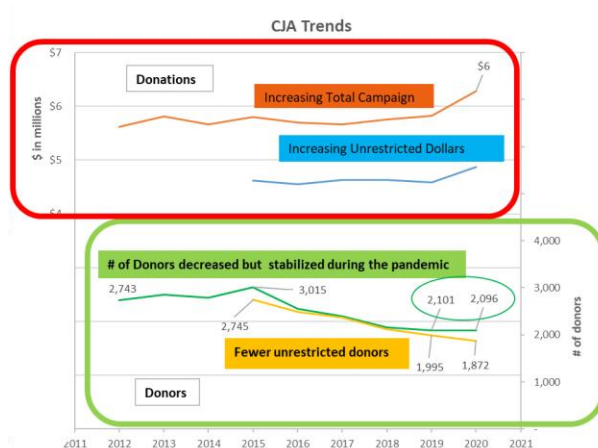 CJA Trends
$7
$6
$5
$4
$ in millions
Donations
Increasing Total Campaign
$6
Increasing Unrestricted Dollars
# of Donors decreased but stabilized during the pandemic
2,743
3,015
2,745
2,101
2,096
Fewer unrestricted donors
1,995
1,872
Donors
4,000
3,000
2,000
1,000
-
# of donors
2011 2012 2013 2014 2015 2016 2017 2018 2019 2020 2021